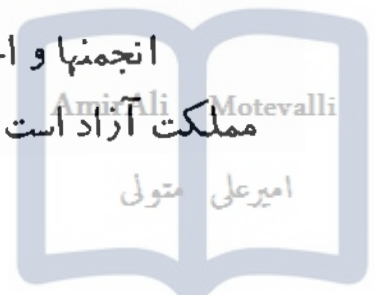 انجمنها و ا
AmirAli Motevalli
مملکت آزاد است
امیرعلی متولی